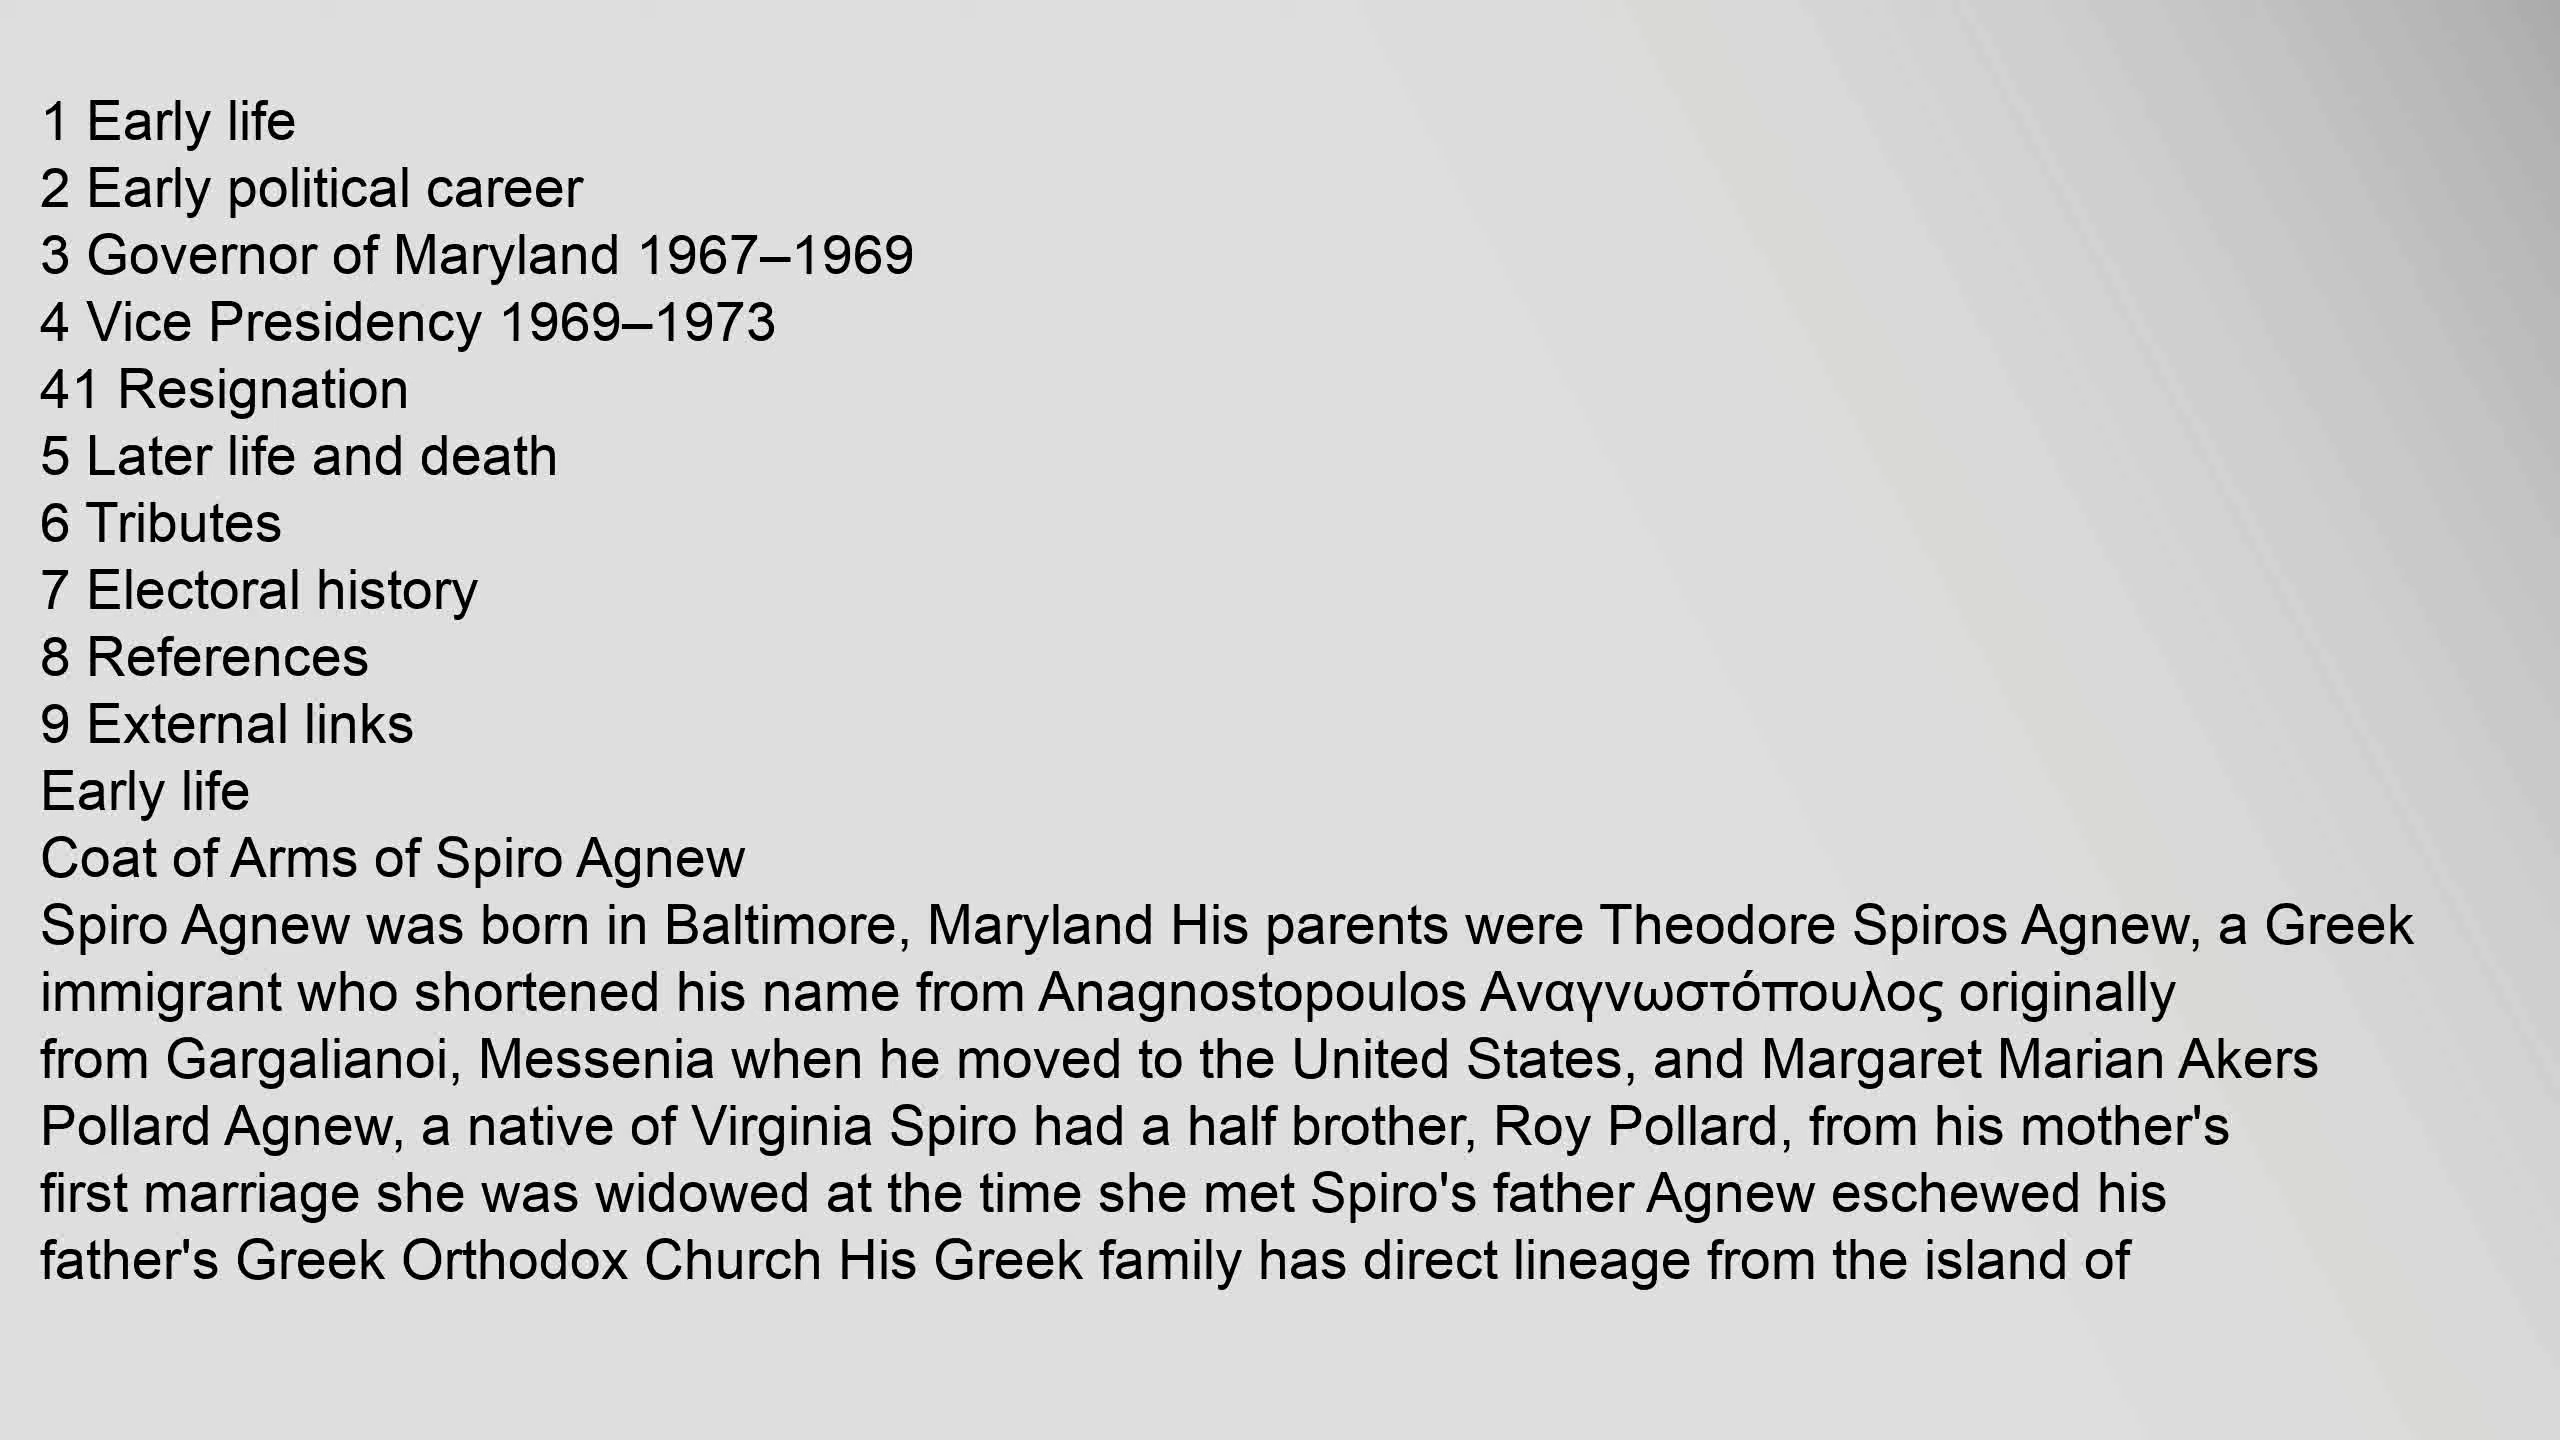 1 Early life
2 Early political career
3 Governor of Maryland 1967–1969
4 Vice Presidency 1969–1973
41 Resignation
5 Later life and death
6 Tributes
7 Electoral history
8 References
9 External links
Early life
Coat of Arms of Spiro Agnew
Spiro Agnew was born in Baltimore, Maryland His parents were Theodore Spiros Agnew, a Greek
immigrant who shortened his name from Anagnostopoulos Αναγνωστόπουλος originally
from Gargalianoi, Messenia when he moved to the United States, and Margaret Marian Akers
Pollard Agnew, a native of Virginia Spiro had a half brother, Roy Pollard, from his mother's
first marriage she was widowed at the time she met Spiro's father Agnew eschewed his
father's Greek Orthodox Church His Greek family has direct lineage from the island of